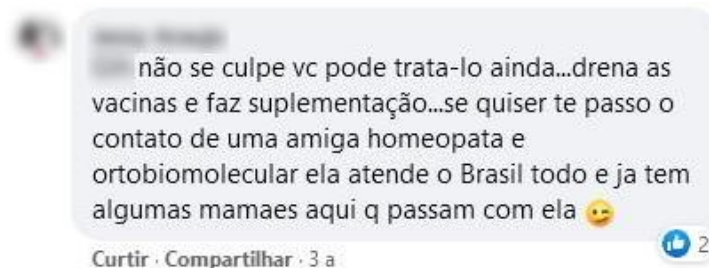 não se culpe vc pode trata-lo ainda...drena as
vacinas e faz suplementação...se quiser te passo o
contato de uma amiga homeopata e
ortobiomolecular ela atende o Brasil todo e ja tem
algumas mamaes aqui q passam com ela
2
Curtir · Compartilhar · 3 a